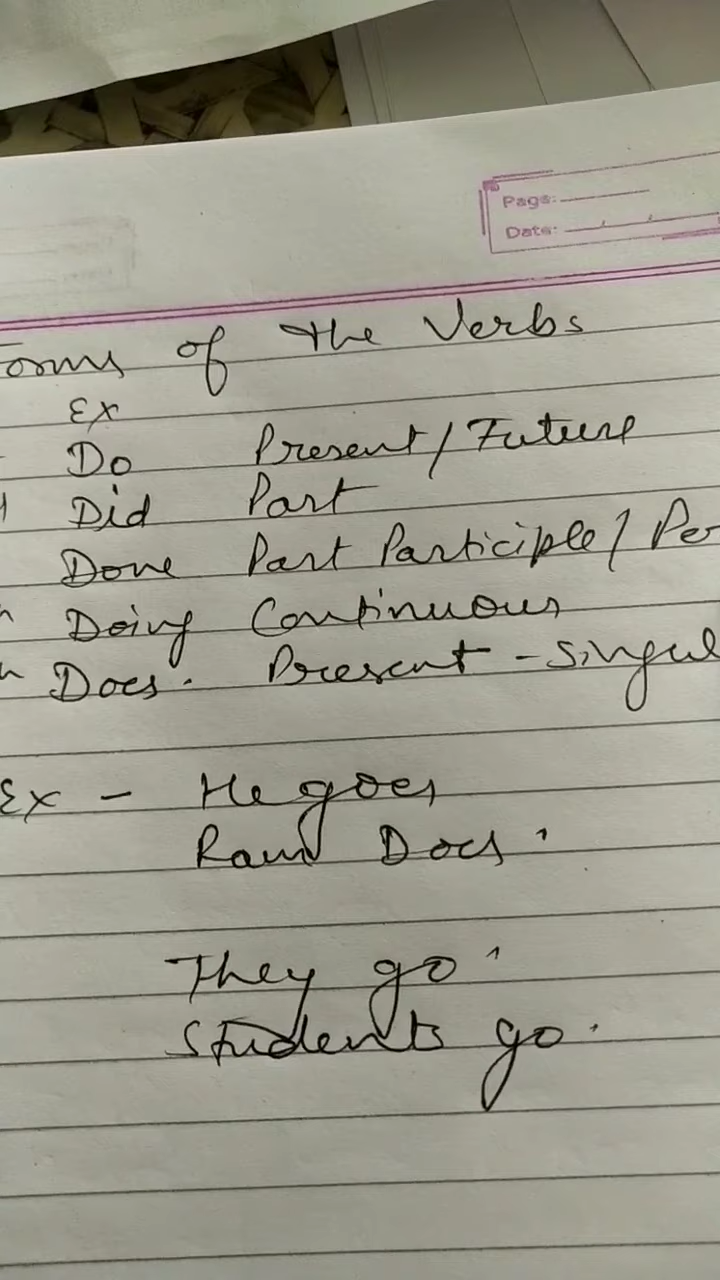 Page:
Date:
Forms of the Verbs
Ex
Do Present/Future
Did Past
Done Past Participle/Pe
Doing Continuous
Does. Present - Singul
Ex - He goes
Ram Does.
They go.
Students go.